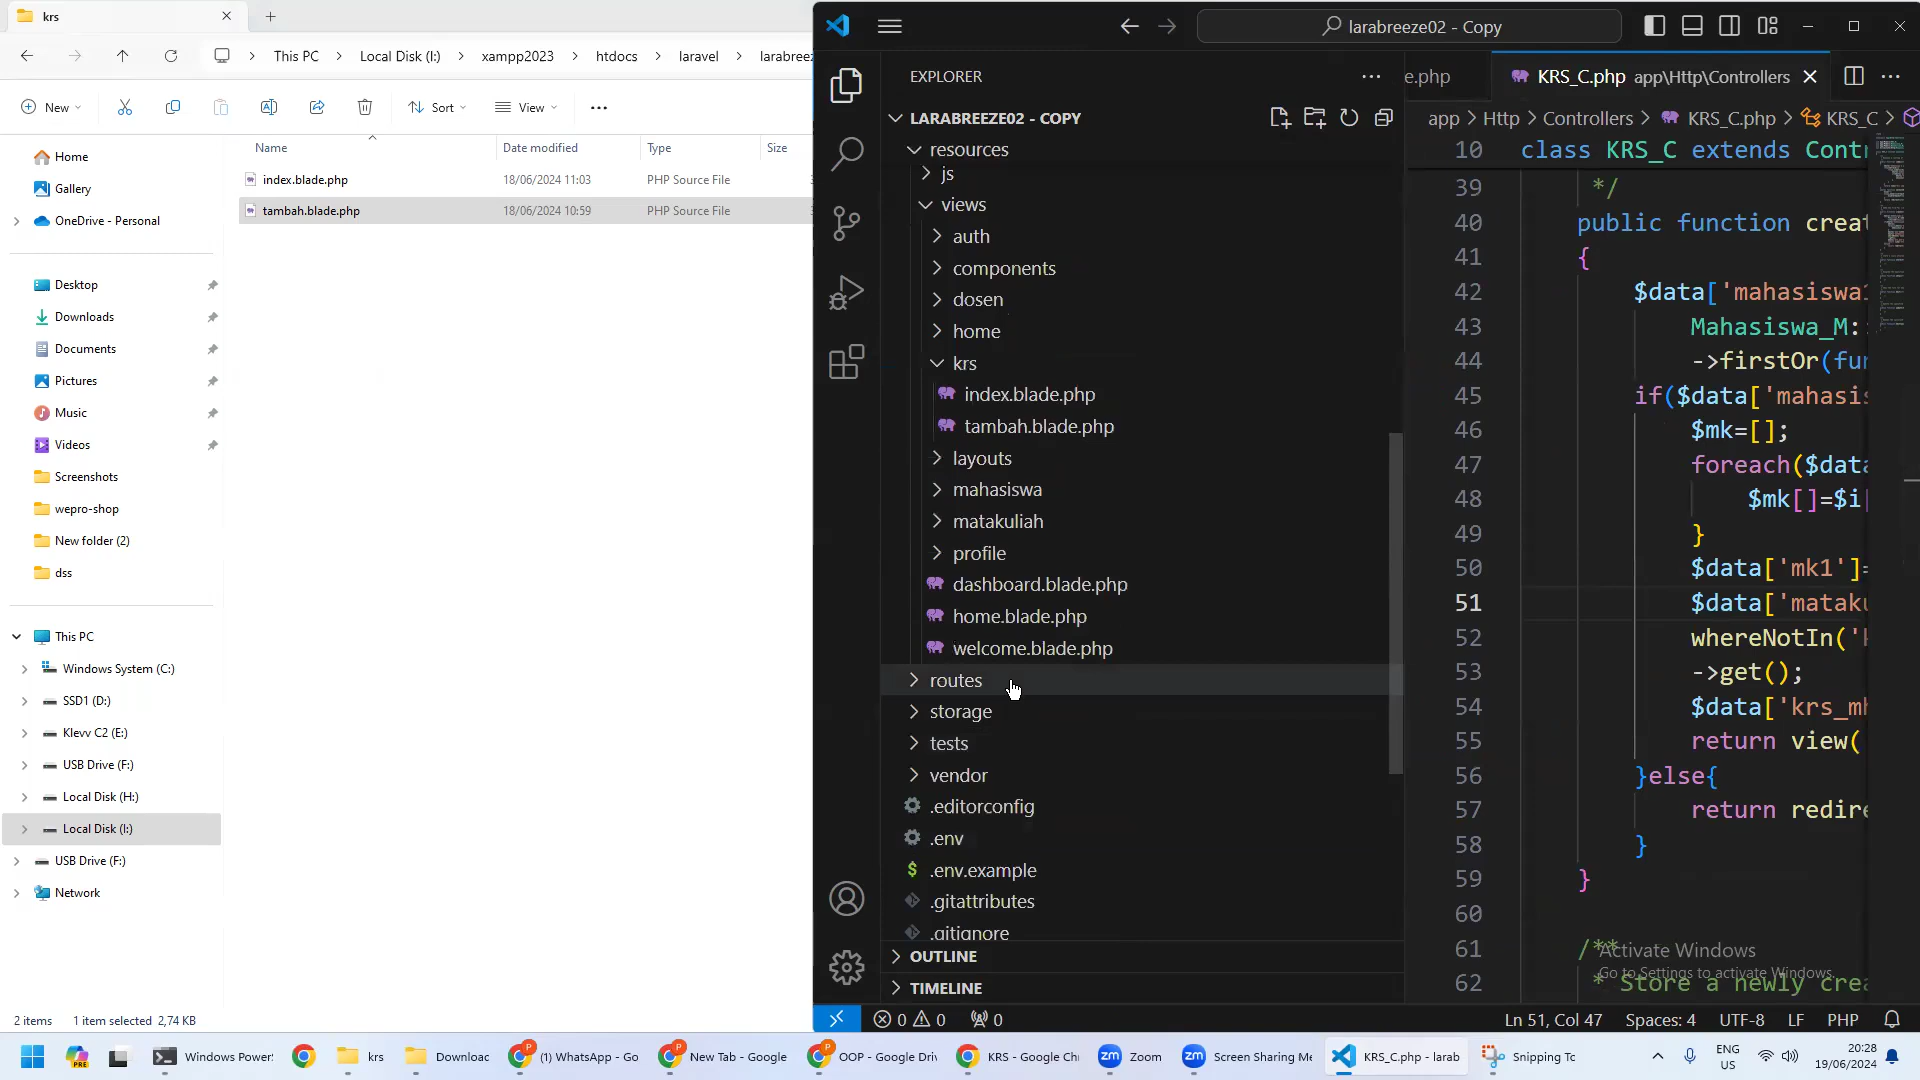 krs
This PC
Local Disk (I:)
xampp2023
htdocs
laravel
larabree
New
Sort
View
Name
Date modified
Type
Size
index.blade.php
18/06/2024 11:03
PHP Source File
tambah.blade.php
18/06/2024 10:59
PHP Source File
Home
Gallery
OneDrive - Personal
Desktop
Downloads
Documents
Pictures
Music
Videos
Screenshots
wepro-shop
New folder (2)
dss
This PC
Windows System (C:)
SSD1 (D:)
Klevv C2 (E:)
USB Drive (F:)
Local Disk (H:)
Local Disk (I:)
USB Drive (F:)
Network
2 items 1 item selected 2,74 KB
larabreeze02 - Copy
EXPLORER
LARABREEZE02 - COPY
resources
js
views
auth
components
dosen
home
krs
index.blade.php
tambah.blade.php
layouts
mahasiswa
matakuliah
profile
dashboard.blade.php
home.blade.php
welcome.blade.php
routes
storage
tests
vendor
.editorconfig
.env
.env.example
.gitattributes
.gitignore
OUTLINE
TIMELINE
e.php
KRS_C.php app\Http\Controllers
app > Http > Controllers > KRS_C.php > KRS_C >
10 class KRS_C extends Contr
39 */
40 public function creat
41 {
42 $data['mahasiswa1
43 Mahasiswa_M::
44 ->firstOr(fun
45 if($data['mahasis
46 $mk=[];
47 foreach($data
48 $mk[]=$i[
49 }
50 $data['mk1']=
51 $data['mataku
52 whereNotIn('k
53 ->get();
54 $data['krs_mh
55 return view(
56 }else{
57 return redire
58 }
59 }
60
61 /**
62 * Store a newly crea
Activate Windows
Go to Settings to activate Windows.
0 0 0
Ln 51, Col 47 Spaces: 4 UTF-8 LF PHP
Windows Power
krs
Downloac
(1) WhatsApp - Go
New Tab - Google
OOP - Google Driv
KRS - Google Ch
Zoom
Screen Sharing Me
KRS_C.php - larab
Snipping Tc
ENG
US
20:28
19/06/2024